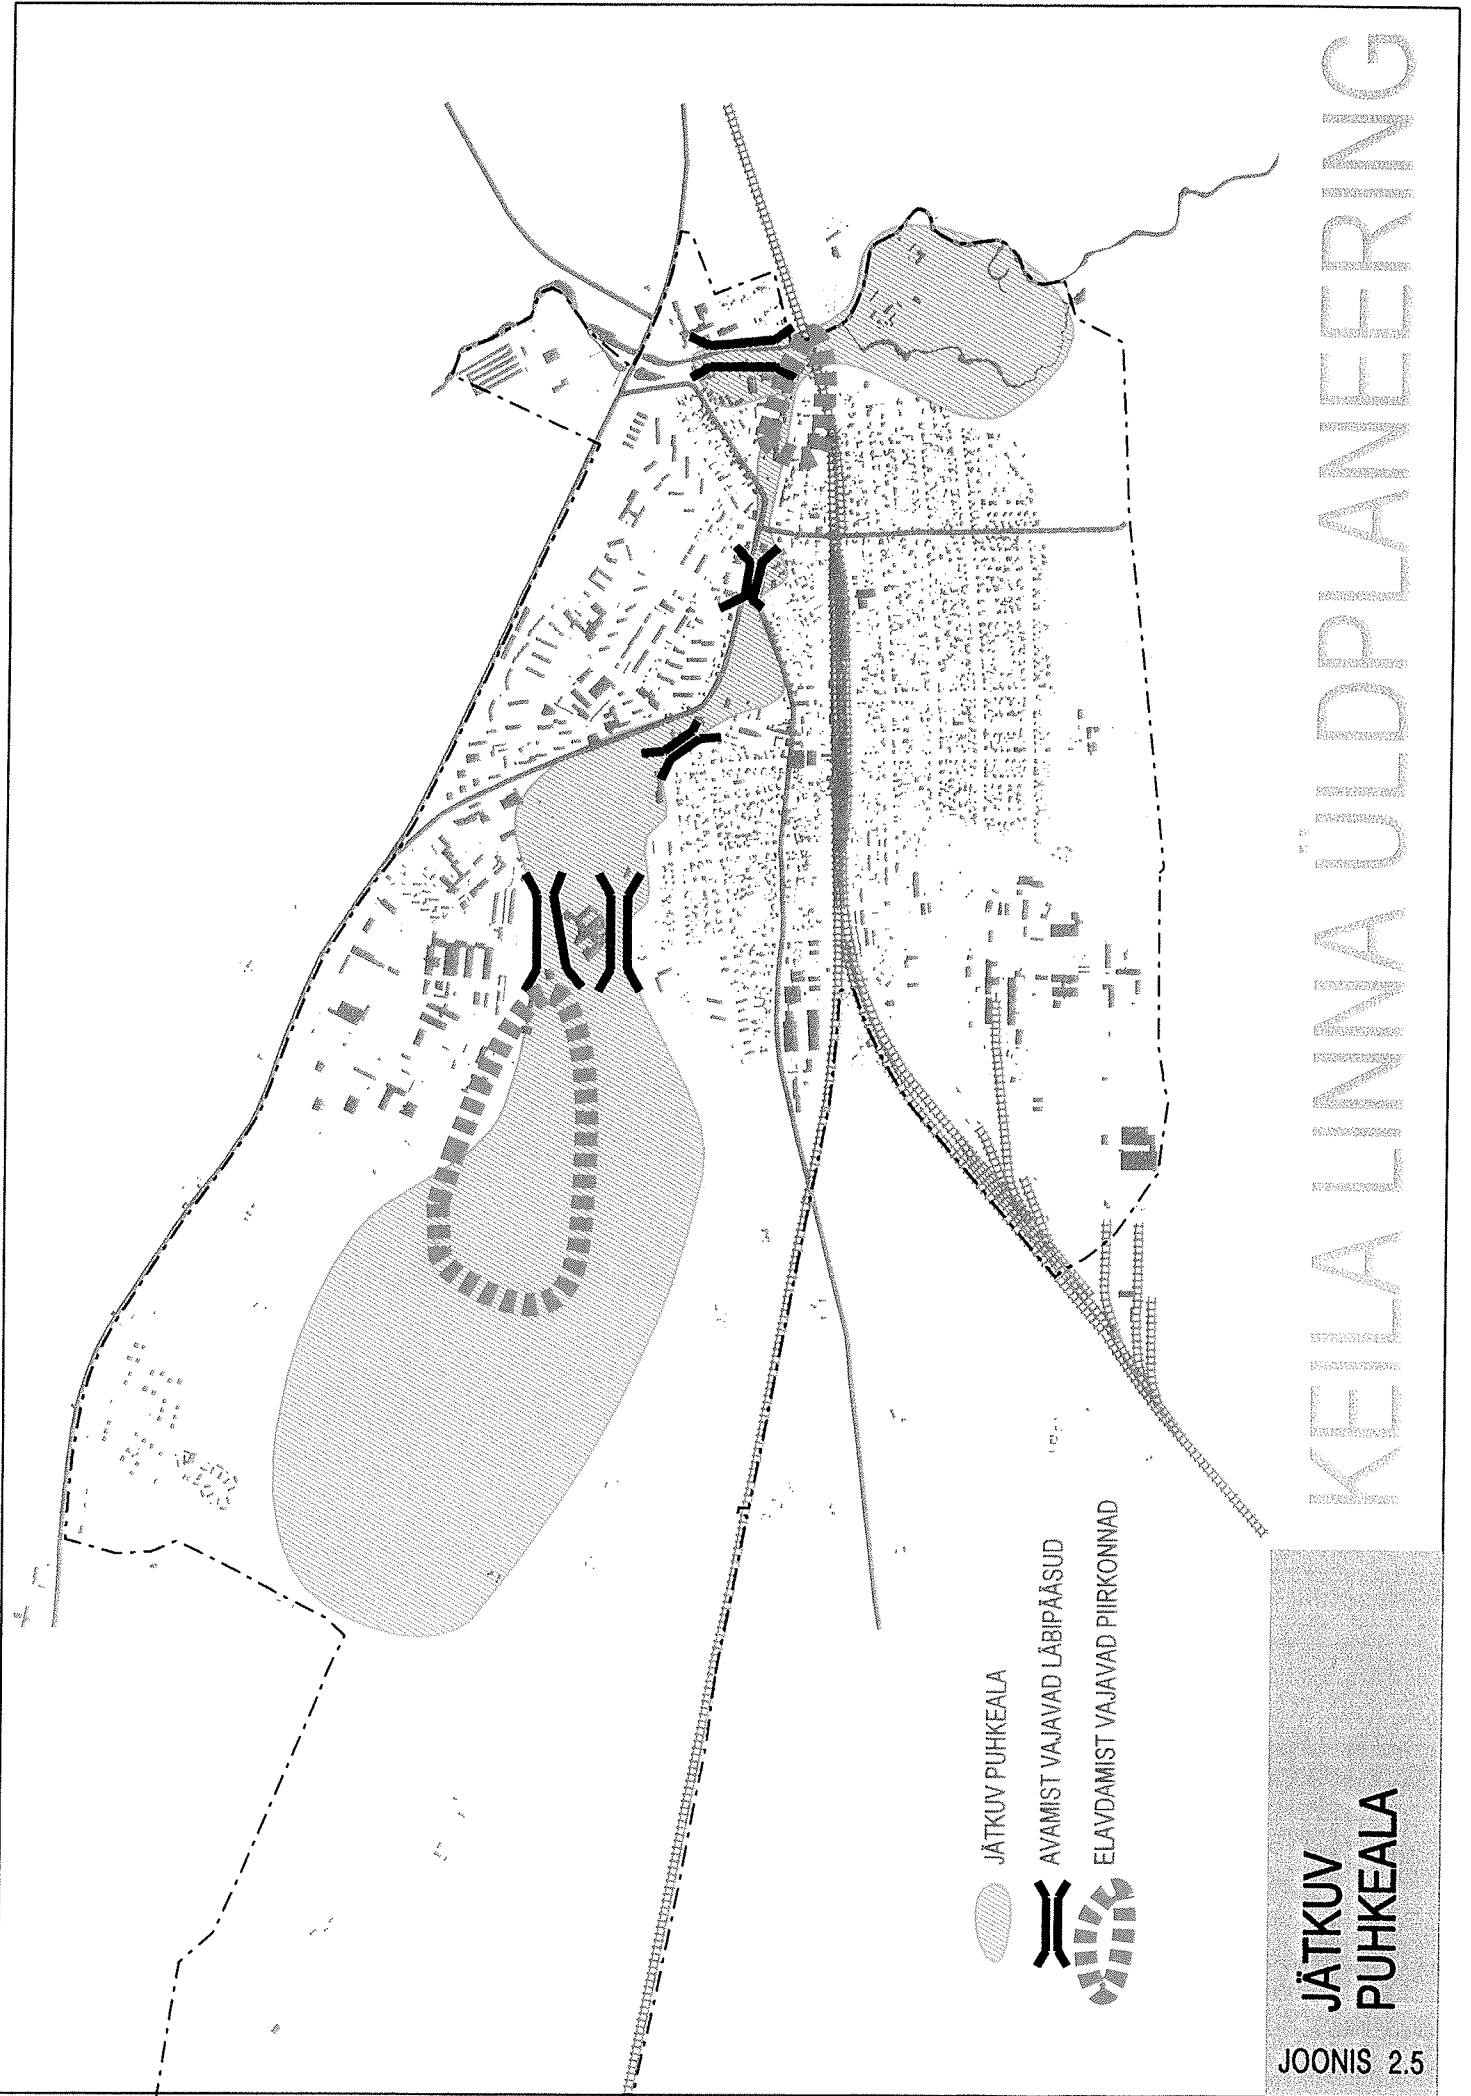 KEILA LINNA ÜLDPLANEERING
JÄTKUV PUHKEALA
AVAMIST VAJAVAD LÄBIPÄÄSUD
ELAVDAMIST VAJAVAD PIIRKONNAD
JÄTKUV
PUHKEALA
JOONIS 2.5